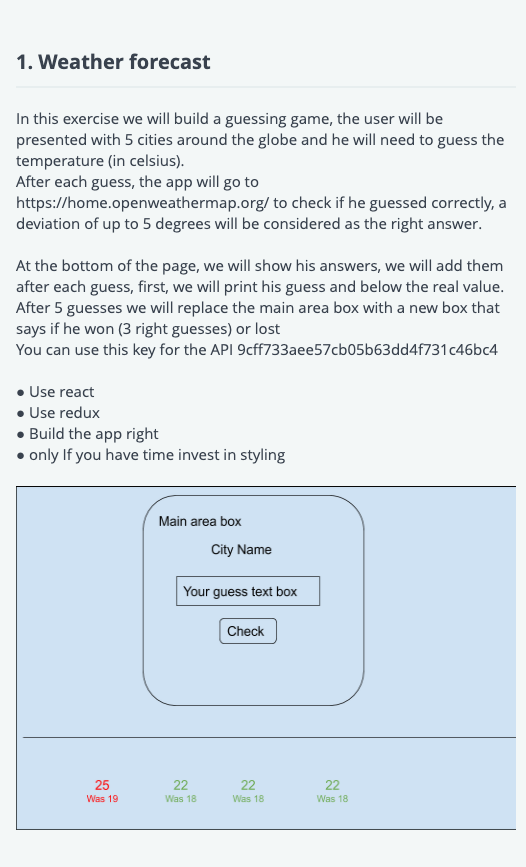 1. Weather forecast
In this exercise we will build a guessing game, the user will be
presented with 5 cities around the globe and he will need to guess the
temperature (in celsius).
After each guess, the app will go to
https://home.openweathermap.org/ to check if he guessed correctly, a
deviation of up to 5 degrees will be considered as the right answer.
At the bottom of the page, we will show his answers, we will add them
after each guess, first, we will print his guess and below the real value.
After 5 guesses we will replace the main area box with a new box that
says if he won (3 right guesses) or lost
You can use this key for the API 9cff733aee57cb05b63dd4f731c46bc4
● Use react
● Use redux
● Build the app right
● only If you have time invest in styling
Main area box
City Name
Your guess text box
Check
25 22 22 22
Was 19 Was 18 Was 18 Was 18